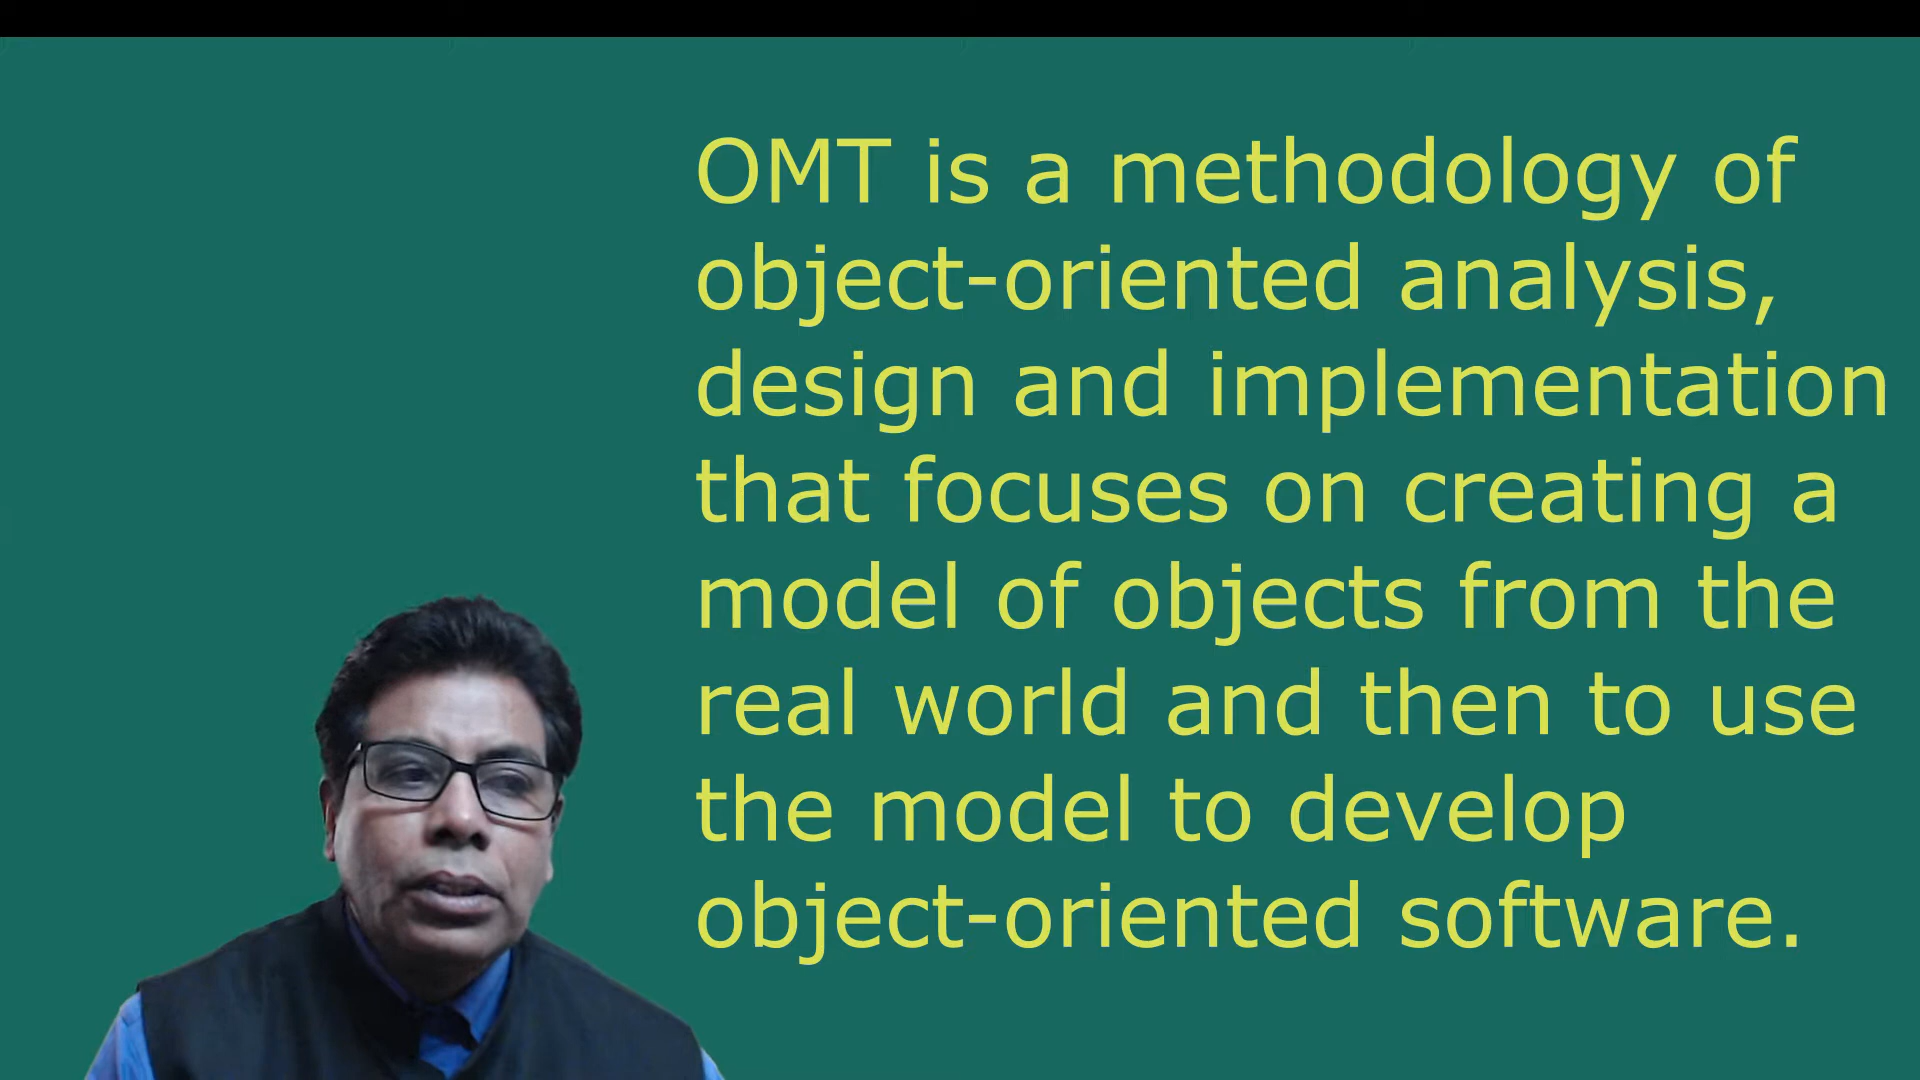 OMT is a methodology of
object-oriented analysis,
design and implementation
that focuses on creating a
model of objects from the
real world and then to use
the model to develop
object-oriented software.